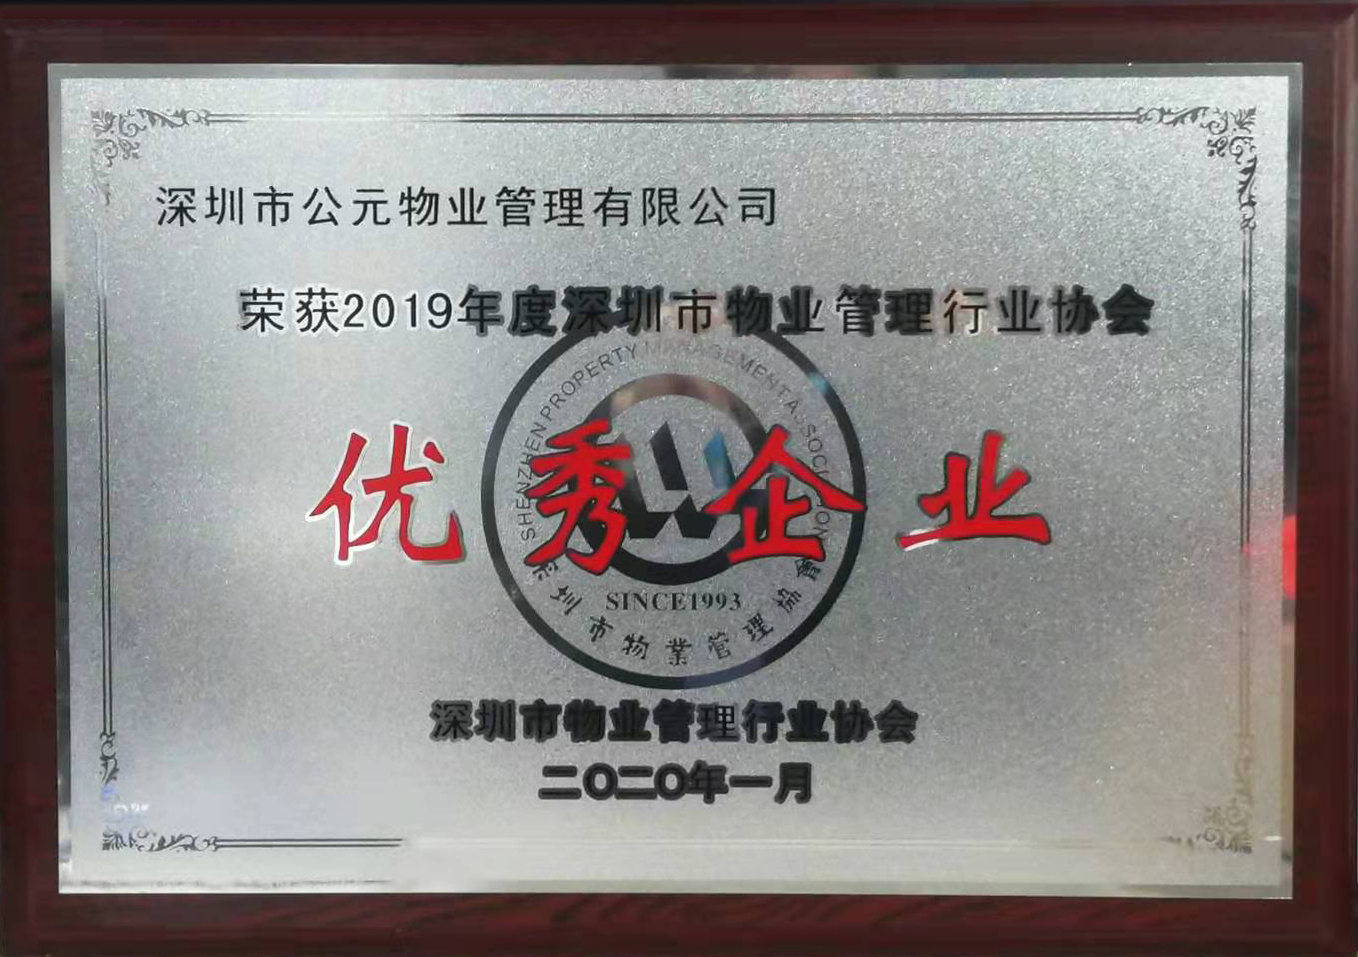 深圳市公元物业管理有限公司
荣获2019年度深圳市物业管理行业协会
SHENZHEN PROPERTY MANAGEMENT ASSOCIATION
优秀企业
SINCE1993
深圳市物業管理協會
深圳市物业管理行业协会
二〇二〇年一月